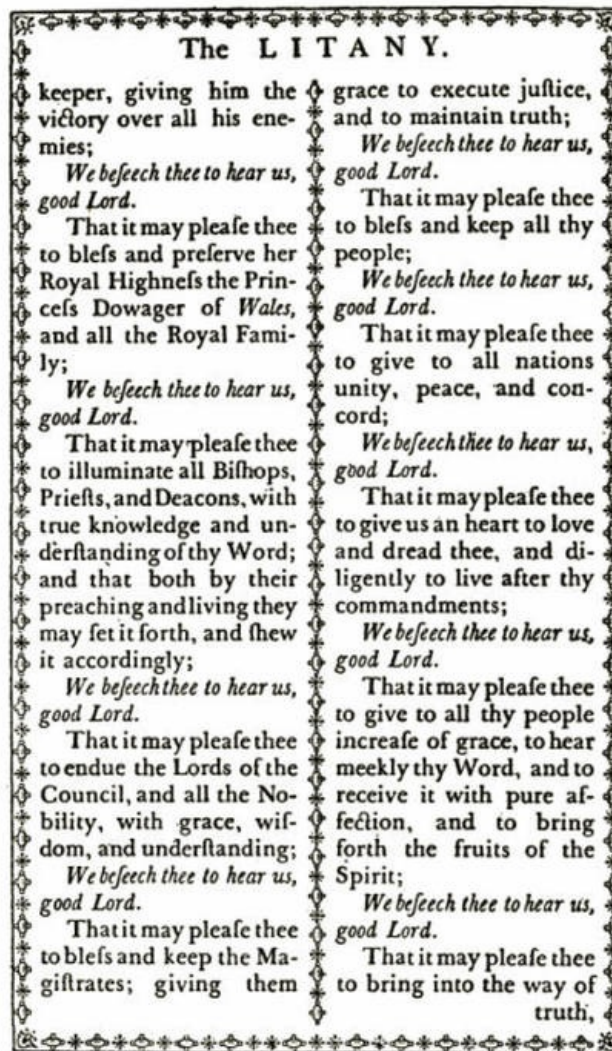 The LITANY.
keeper, giving him the
victory over all his ene-
mies;
We beſeech thee to hear us,
good Lord.
That it may pleaſe thee
to bleſs and preſerve her
Royal Highneſs the Prin-
ceſs Dowager of Wales,
and all the Royal Fami-
ly;
We beſeech thee to hear us,
good Lord.
That it may pleaſe thee
to illuminate all Biſhops,
Prieſts, and Deacons, with
true knowledge and un-
derſtanding of thy Word;
and that both by their
preaching and living they
may ſet it forth, and ſhew
it accordingly;
We beſeech thee to hear us,
good Lord.
That it may pleaſe thee
to endue the Lords of the
Council, and all the No-
bility, with grace, wiſ-
dom, and underſtanding;
We beſeech thee to hear us,
good Lord.
That it may pleaſe thee
to bleſs and keep the Ma-
giſtrates; giving them
grace to execute juſtice,
and to maintain truth;
We beſeech thee to hear us,
good Lord.
That it may pleaſe thee
to bleſs and keep all thy
people;
We beſeech thee to hear us,
good Lord.
That it may pleaſe thee
to give to all nations
unity, peace, and con-
cord;
We beſeech thee to hear us,
good Lord.
That it may pleaſe thee
to give us an heart to love
and dread thee, and di-
ligently to live after thy
commandments;
We beſeech thee to hear us,
good Lord.
That it may pleaſe thee
to give to all thy people
increaſe of grace, to hear
meekly thy Word, and to
receive it with pure af-
fection, and to bring
forth the fruits of the
Spirit;
We beſeech thee to hear us,
good Lord.
That it may pleaſe thee
to bring into the way of
truth,